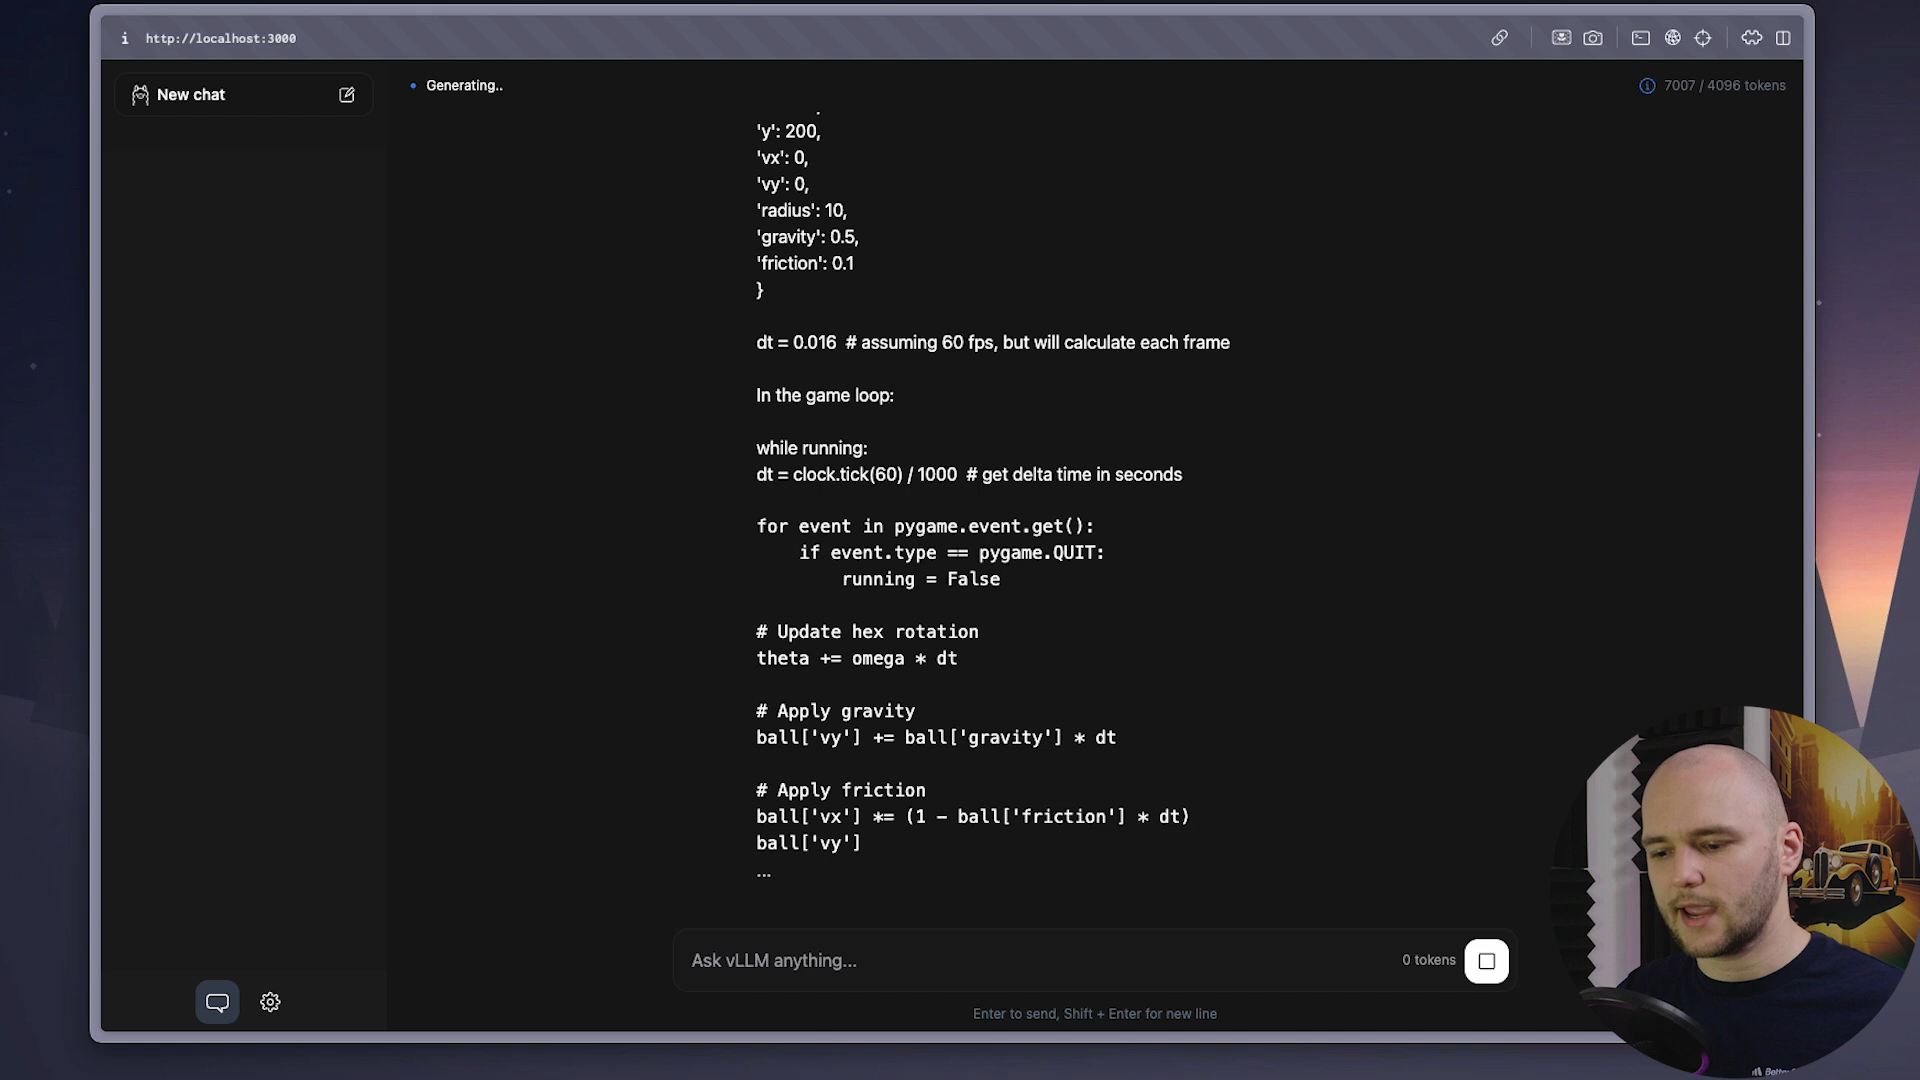 i http://localhost:3000
New chat
Generating..
7007 / 4096 tokens
'y': 200,
'vx': 0,
'vy': 0,
'radius': 10,
'gravity': 0.5,
'friction': 0.1
}
dt = 0.016 # assuming 60 fps, but will calculate each frame
In the game loop:
while running:
dt = clock.tick(60) / 1000 # get delta time in seconds
for event in pygame.event.get():
if event.type == pygame.QUIT:
running = False
# Update hex rotation
theta += omega * dt
# Apply gravity
ball['vy'] += ball['gravity'] * dt
# Apply friction
ball['vx'] *= (1 - ball['friction'] * dt)
ball['vy']
...
Ask vLLM anything...
0 tokens
Enter to send, Shift + Enter for new line